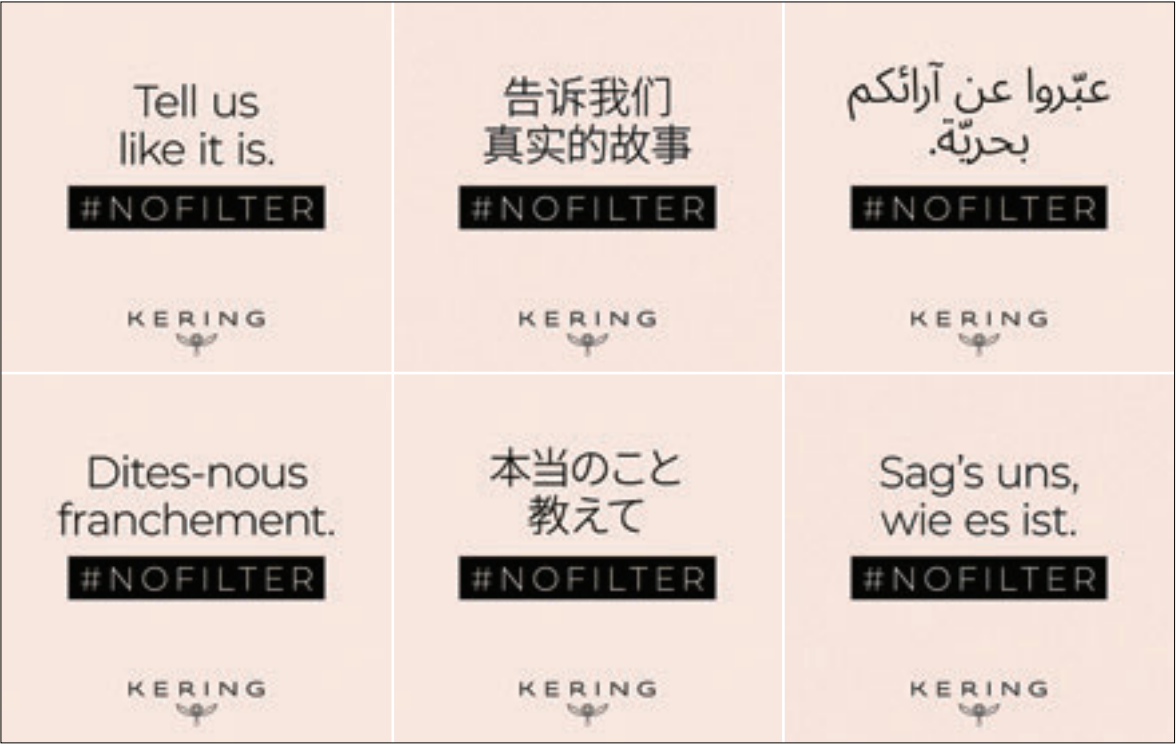 Tell us
like it is.
#NOFILTER
KERING
告诉我们
真实的故事
#NOFILTER
KERING
عبّروا عن آرائكم
بحريّة.
#NOFILTER
KERING
Dites-nous
franchement.
#NOFILTER
KERING
本当のこと
教えて
#NOFILTER
KERING
Sag’s uns,
wie es ist.
#NOFILTER
KERING